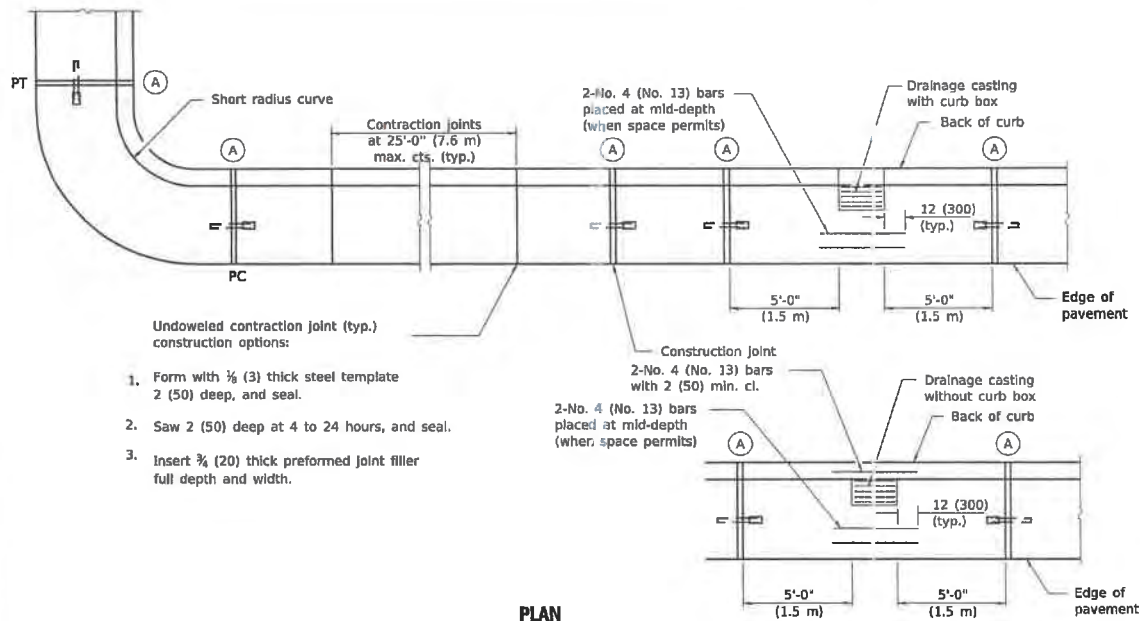 PT
A
Short radius curve
Contraction joints
at 25'-0" (7.6 m)
max. cts. (typ.)
A
A
A
A
2-No. 4 (No. 13) bars
placed at mid-depth
(when space permits)
Drainage casting
with curb box
Back of curb
12 (300)
(typ.)
PC
5'-0"
(1.5 m)
5'-0"
(1.5 m)
Edge of
pavement
Undoweled contraction joint (typ.)
construction options:
1. Form with ⅛ (3) thick steel template
2 (50) deep, and seal.
2. Saw 2 (50) deep at 4 to 24 hours, and seal.
3. Insert ¾ (20) thick preformed joint filler
full depth and width.
Construction joint
2-No. 4 (No. 13) bars
with 2 (50) min. cl.
2-No. 4 (No. 13) bars
placed at mid-depth
(when space permits)
Drainage casting
without curb box
Back of curb
A
A
12 (300)
(typ.)
5'-0"
(1.5 m)
5'-0"
(1.5 m)
Edge of
pavement
PLAN